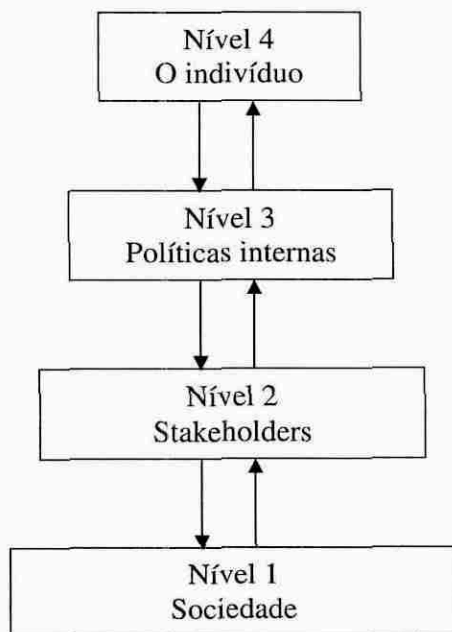 Nível 4
O indivíduo
Nível 3
Políticas internas
Nível 2
Stakeholders
Nível 1
Sociedade